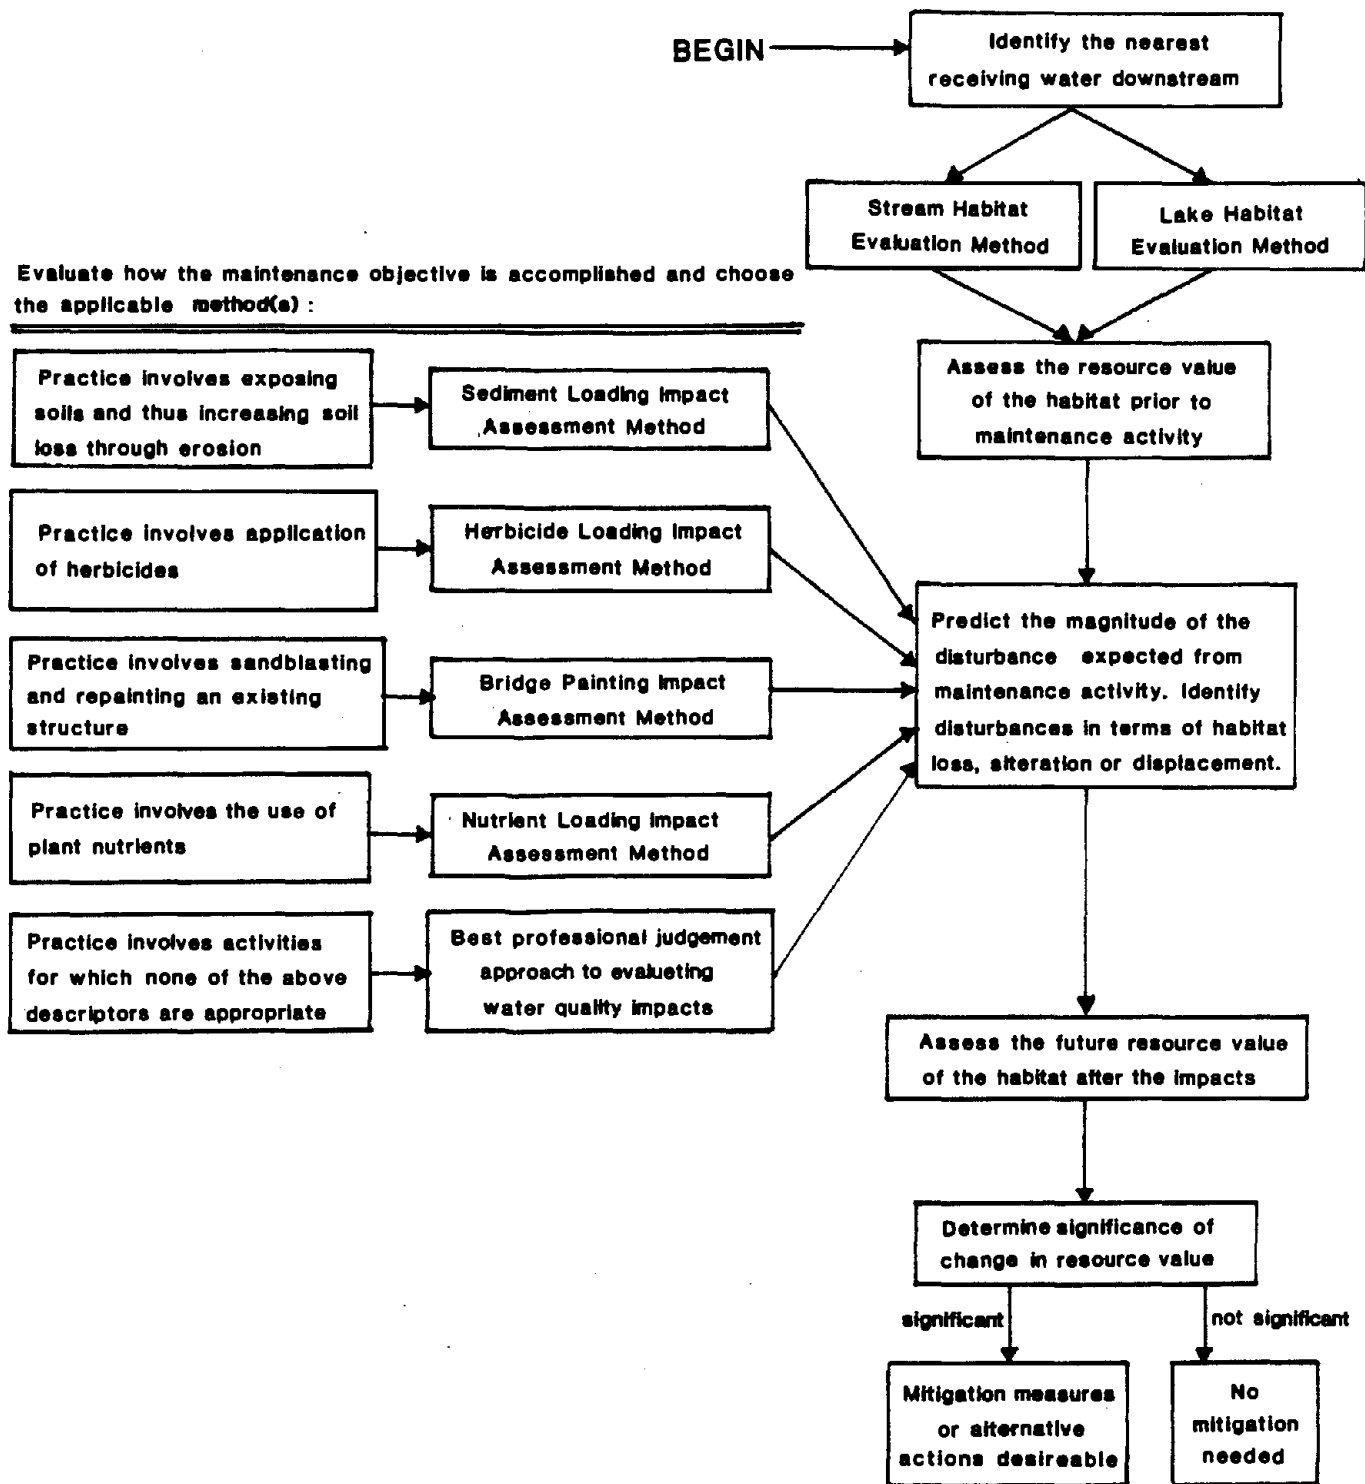 BEGIN
Identify the nearest
receiving water downstream
Stream Habitat
Evaluation Method
Lake Habitat
Evaluation Method
Evaluate how the maintenance objective is accomplished and choose
the applicable method(s) :
Assess the resource value
of the habitat prior to
maintenance activity
Practice involves exposing
soils and thus increasing soil
loss through erosion
Sediment Loading Impact
Assessment Method
Practice involves application
of herbicides
Herbicide Loading Impact
Assessment Method
Practice involves sandblasting
and repainting an existing
structure
Bridge Painting Impact
Assessment Method
Practice involves the use of
plant nutrients
Nutrient Loading Impact
Assessment Method
Practice involves activities
for which none of the above
descriptors are appropriate
Best professional judgement
approach to evalueting
water quality impacts
Predict the magnitude of the
disturbance expected from
maintenance activity. Identify
disturbances in terms of habitat
loss, alteration or displacement.
Assess the future resource value
of the habitat after the impacts
Determine significance of
change in resource value
significant
not significant
Mitigation measures
or alternative
actions desireable
No
mitigation
needed